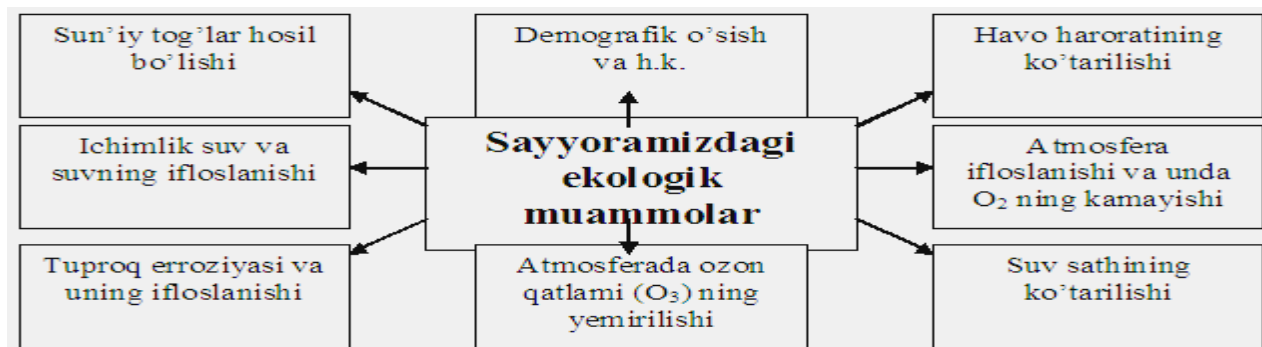 Sun’iy tog’lar hosil
bo’lishi
Demografik o’sish
va h.k.
Havo haroratining
ko’tarilishi
Ichimlik suv va
suvning ifloslanishi
Sayyoramizdagi
ekologik
muammolar
Atmosfera
ifloslanishi va unda
O₂ ning kamayishi
Tuproq erroziyasi va
uning ifloslanishi
Atmosferada ozon
qatlami (O₃) ning
yemirilishi
Suv sathining
ko’tarilishi